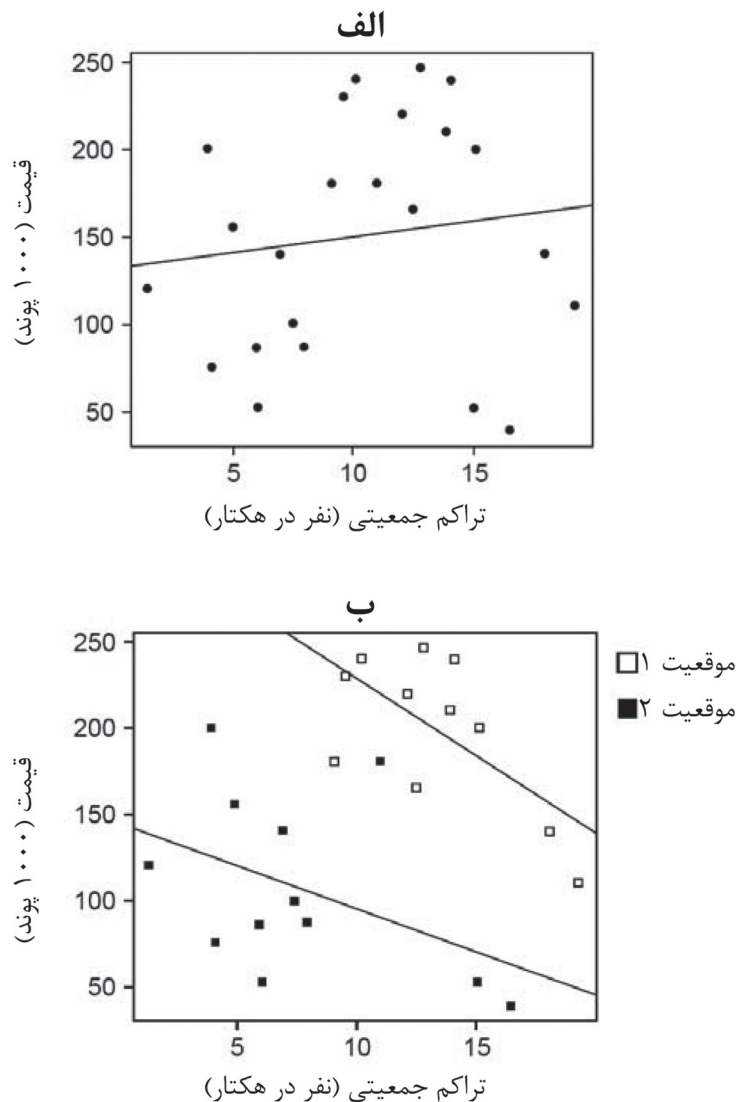 الف
250
200
150
100
50
قیمت (۱۰۰۰ پوند)
5 10 15
تراکم جمعیتی (نفر در هکتار)
ب
250
200
150
100
50
قیمت (۱۰۰۰ پوند)
موقعیت ۱
موقعیت ۲
5 10 15
تراکم جمعیتی (نفر در هکتار)